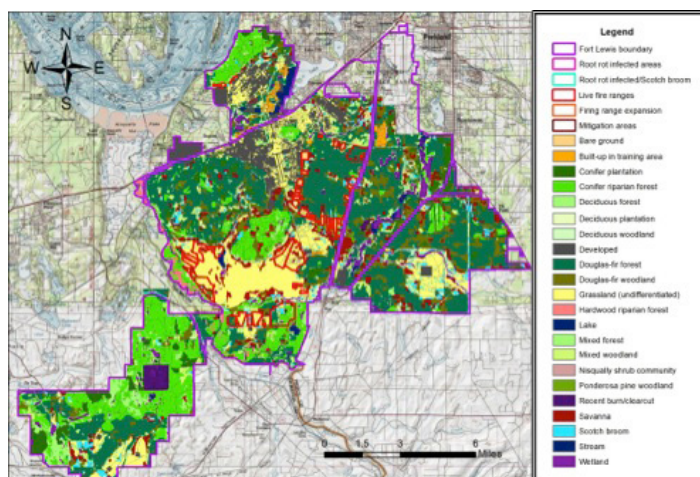 N
W E
S
0 1.5 3 6
Miles
Legend
Fort Lewis boundary
Root rot infected areas
Root rot infected/Scotch broom
Live fire ranges
Firing range expansion
Mitigation areas
Bare ground
Built-up in training area
Conifer plantation
Conifer riparian forest
Deciduous forest
Deciduous plantation
Deciduous woodland
Developed
Douglas-fir forest
Douglas-fir woodland
Grassland (undifferentiated)
Hardwood riparian forest
Lake
Mixed forest
Mixed woodland
Nisqually shrub community
Ponderosa pine woodland
Recent burn/clearcut
Savanna
Scotch broom
Stream
Wetland